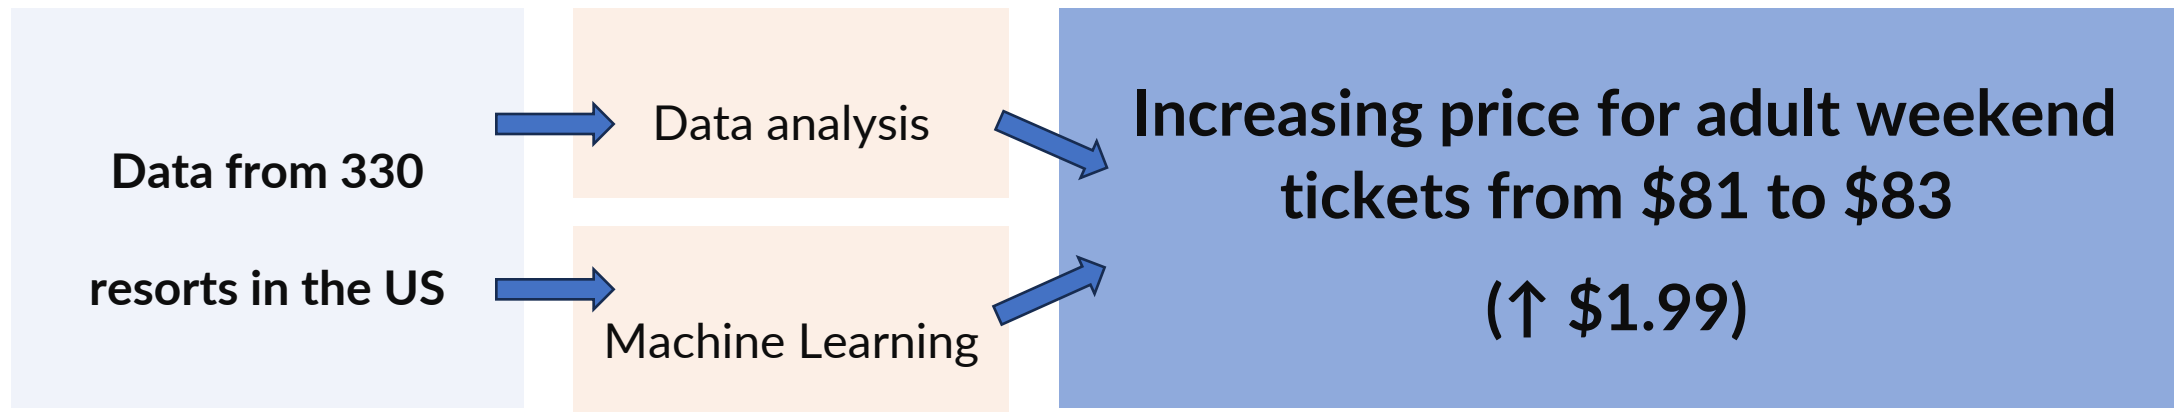 Data from 330
resorts in the US
Data analysis
Machine Learning
Increasing price for adult weekend
tickets from $81 to $83
(↑ $1.99)